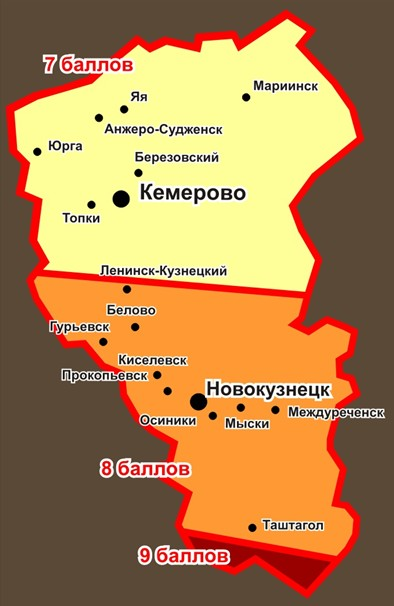 7 баллов
Мариинск
Яя
Анжеро-Судженск
Юрга
Березовский
Кемерово
Топки
Ленинск-Кузнецкий
Белово
Гурьевск
Киселевск
Прокопьевск
Новокузнецк
Междуреченск
Осиники
Мыски
8 баллов
Таштагол
9 баллов